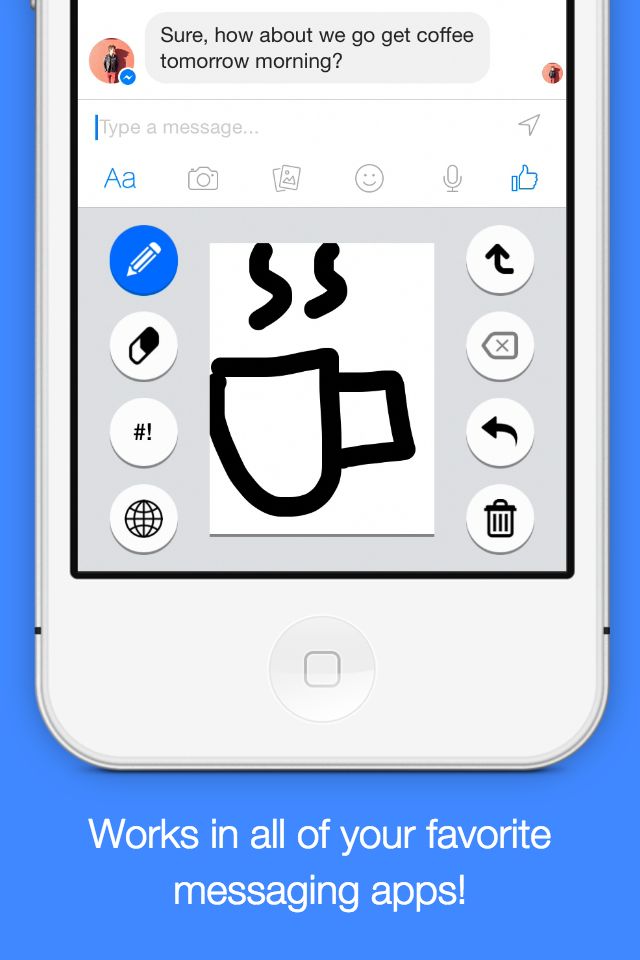 Sure, how about we go get coffee
tomorrow morning?
Type a message...
Aa
#!
Works in all of your favorite
messaging apps!